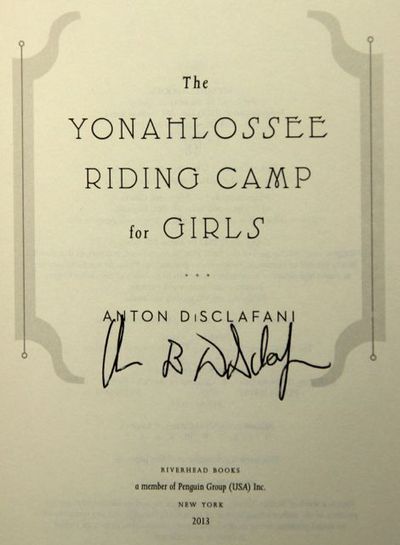 The
YONAHLOSSEE
RIDING CAMP
for GIRLS
...
ANTON DiSCLAFANI
RIVERHEAD BOOKS
a member of Penguin Group (USA) Inc.
NEW YORK
2013